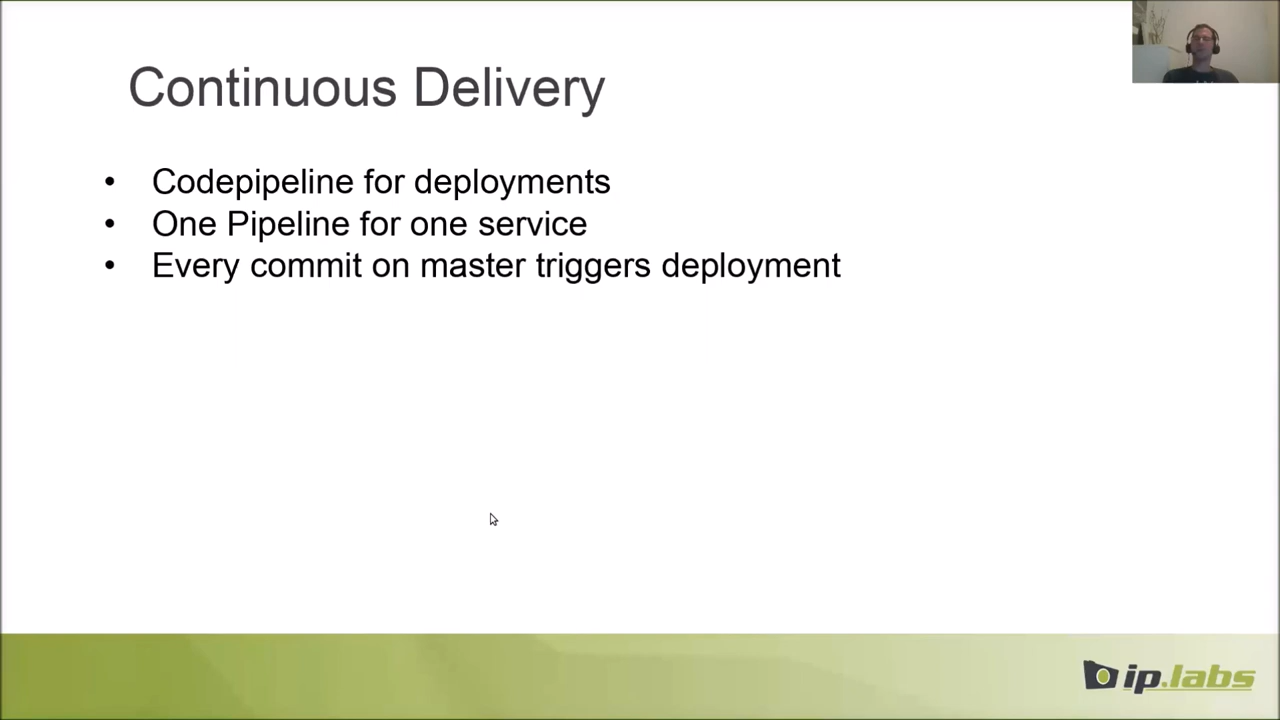 Continuous Delivery
• Codepipeline for deployments
• One Pipeline for one service
• Every commit on master triggers deployment
ip.labs